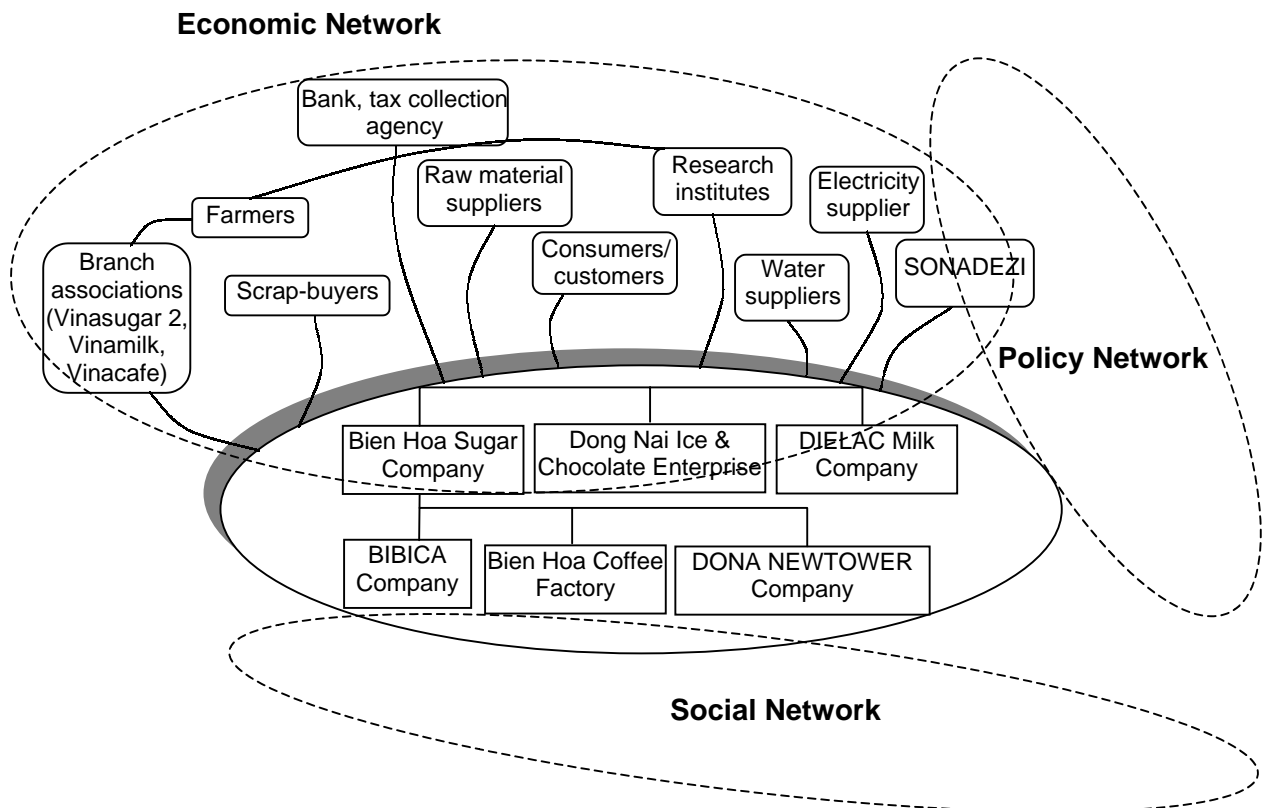 Economic Network
Bank, tax collection
agency
Raw material
suppliers
Research
institutes
Electricity
supplier
Farmers
Consumers/
customers
Branch
associations
(Vinasugar 2,
Vinamilk,
Vinacafe)
Scrap-buyers
Water
suppliers
SONADEZI
Policy Network
Bien Hoa Sugar
Company
Dong Nai Ice &
Chocolate Enterprise
DIELAC Milk
Company
BIBICA
Company
Bien Hoa Coffee
Factory
DONA NEWTOWER
Company
Social Network